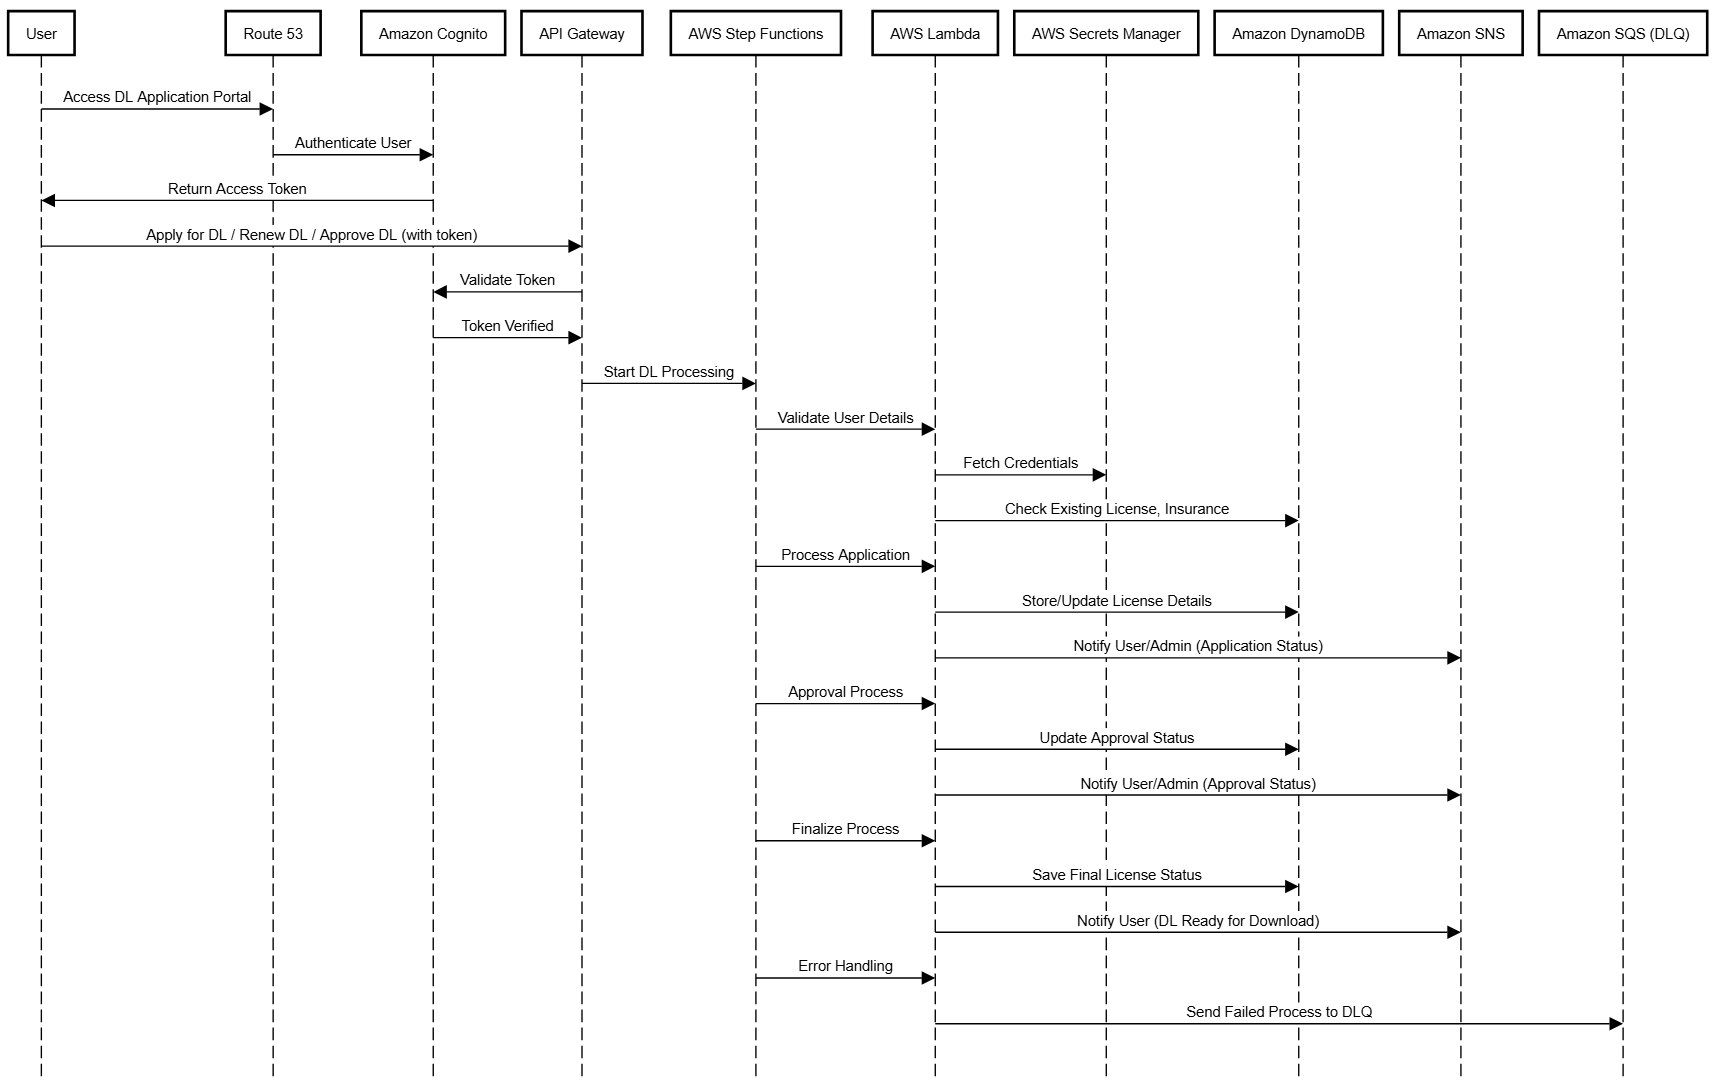 User
Route 53
Amazon Cognito
API Gateway
AWS Step Functions
AWS Lambda
AWS Secrets Manager
Amazon DynamoDB
Amazon SNS
Amazon SQS (DLQ)
Access DL Application Portal
Authenticate User
Return Access Token
Apply for DL / Renew DL / Approve DL (with token)
Validate Token
Token Verified
Start DL Processing
Validate User Details
Fetch Credentials
Check Existing License, Insurance
Process Application
Store/Update License Details
Notify User/Admin (Application Status)
Approval Process
Update Approval Status
Notify User/Admin (Approval Status)
Finalize Process
Save Final License Status
Notify User (DL Ready for Download)
Error Handling
Send Failed Process to DLQ